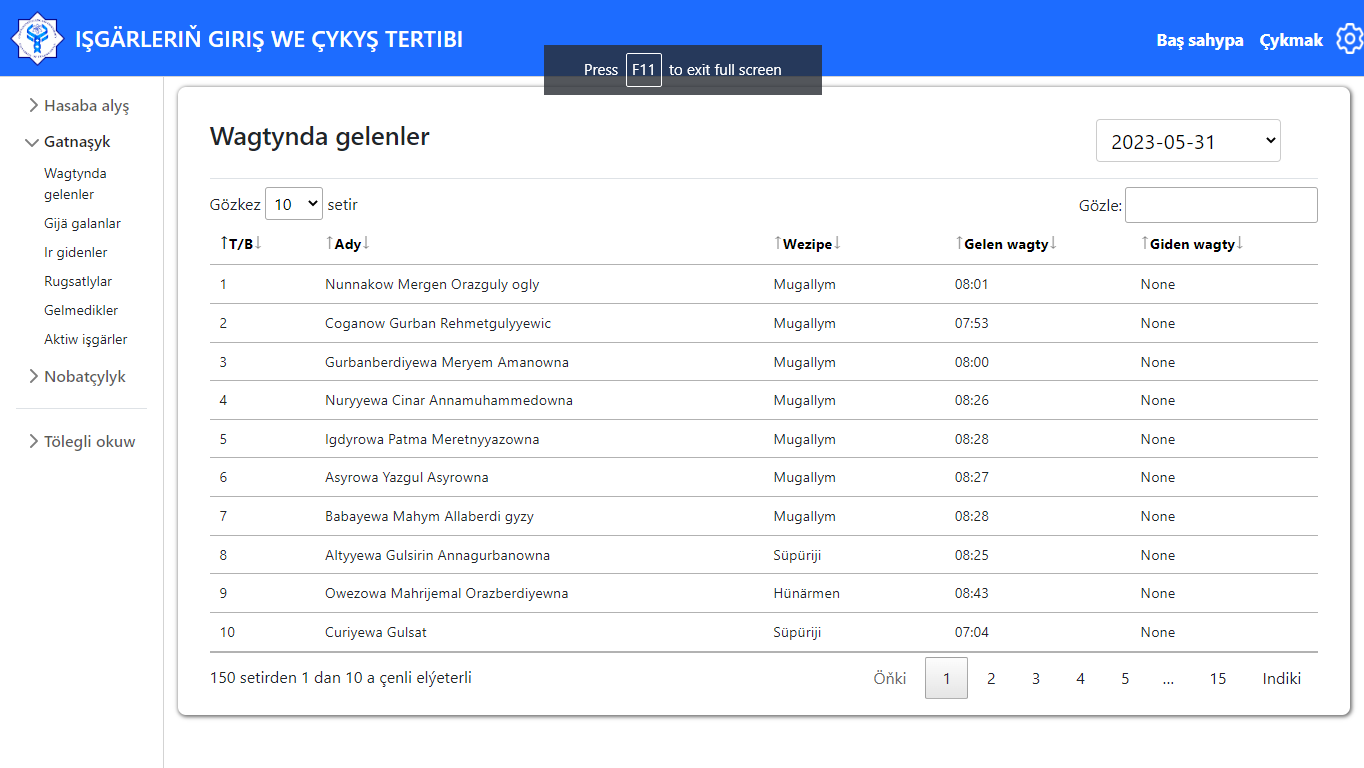 IŞGÄRLERIŇ GIRIŞ WE ÇYKYŞ TERTIBI
Baş sahypa Çykmak
Press F11 to exit full screen
Hasaba alyş
Gatnaşyk
Wagtynda
gelenler
Gijä galanlar
Ir gidenler
Rugsatlylar
Gelmedikler
Aktiw işgärler
Nobatçylyk
Tölegli okuw
Wagtynda gelenler
2023-05-31
Gözkez 10 setir
Gözle:
↑T/B↓ ↑Ady↓ ↑Wezipe↓ ↑Gelen wagty↓ ↑Giden wagty↓
1 Nunnakow Mergen Orazguly ogly Mugallym 08:01 None
2 Coganow Gurban Rehmetgulyyewic Mugallym 07:53 None
3 Gurbanberdiyewa Meryem Amanowna Mugallym 08:00 None
4 Nuryyewa Cinar Annamuhammedowna Mugallym 08:26 None
5 Igdyrowa Patma Meretnyyazowna Mugallym 08:28 None
6 Asyrowa Yazgul Asyrowna Mugallym 08:27 None
7 Babayewa Mahym Allaberdi gyzy Mugallym 08:28 None
8 Altyyewa Gulsirin Annagurbanowna Süpüriji 08:25 None
9 Owezowa Mahrijemal Orazberdiyewna Hünärmen 08:43 None
10 Curiyewa Gulsat Süpüriji 07:04 None
150 setirden 1 dan 10 a çenli elýeterli
Öňki 1 2 3 4 5 … 15 Indiki